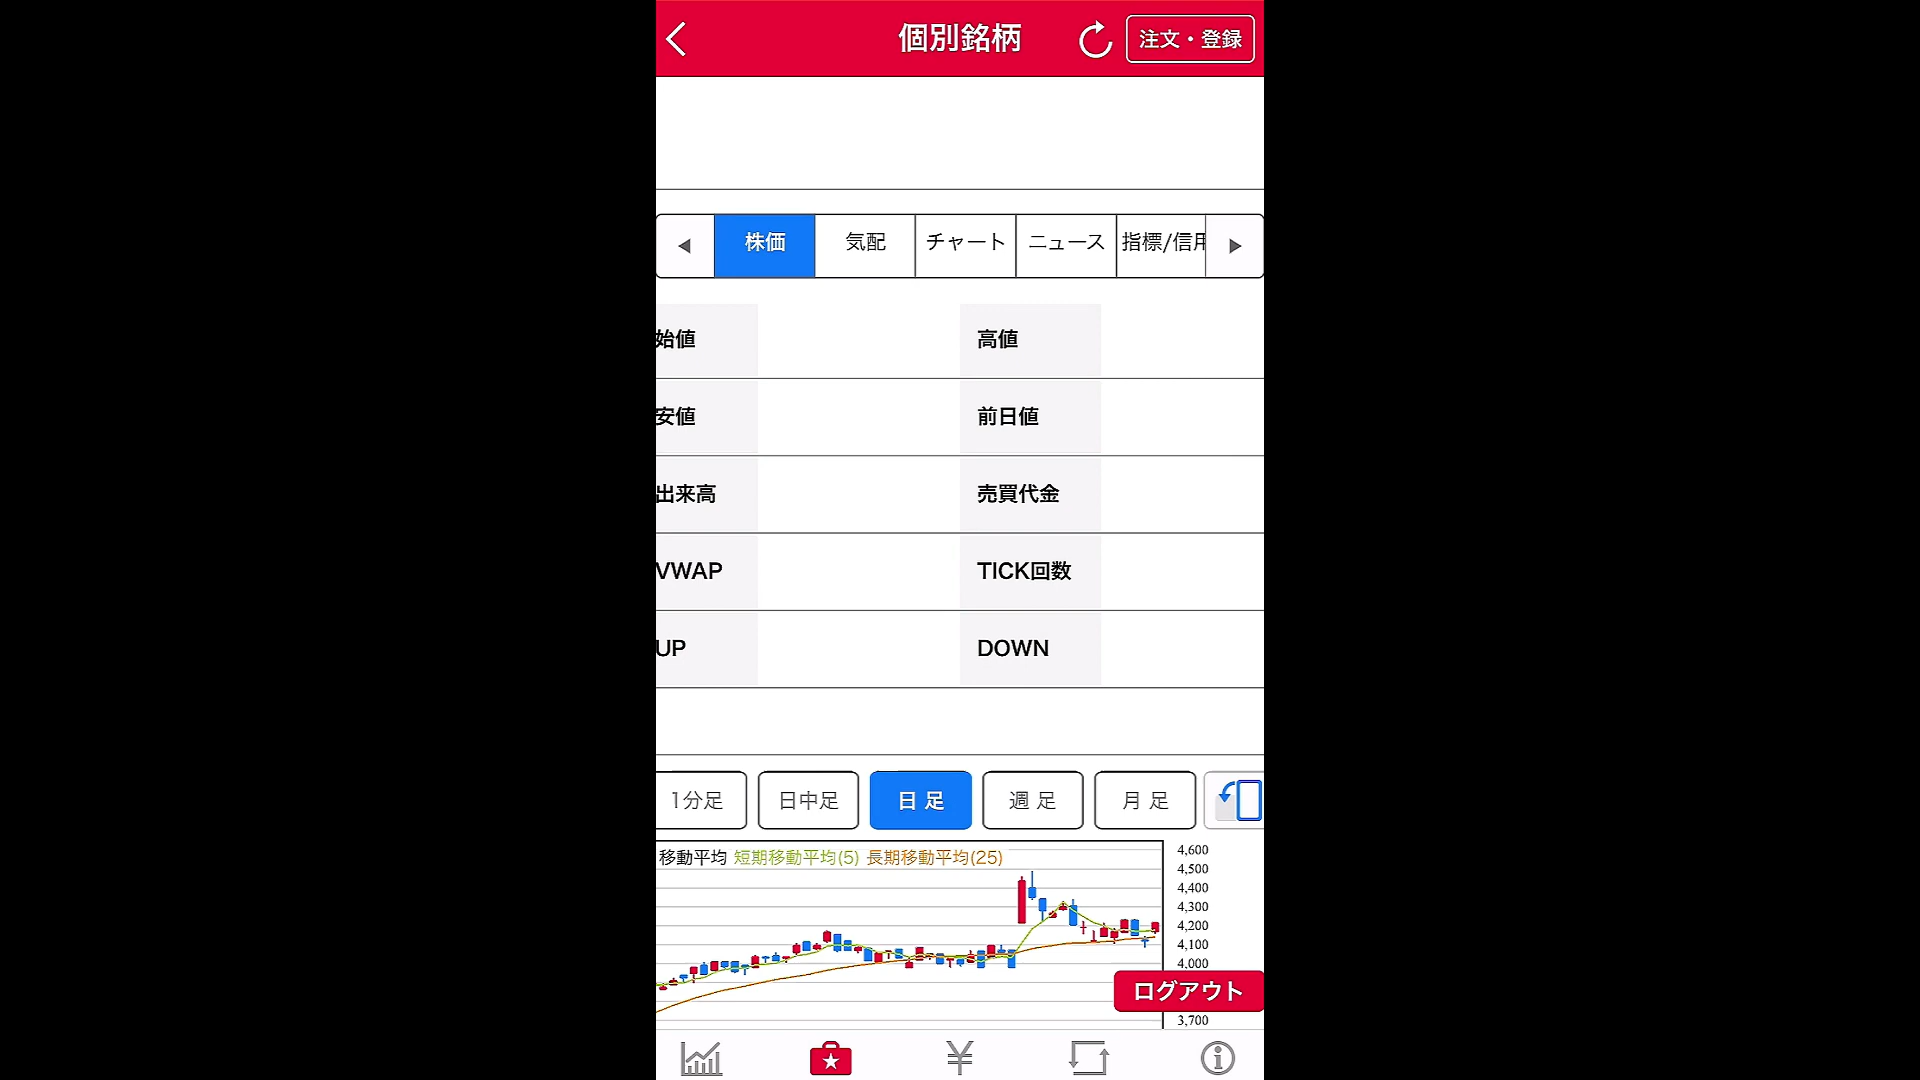 個別銘柄
注文・登録
◀ 株価 気配 チャート ニュース 指標/信用 ▶
始値 高値
安値 前日値
出来高 売買代金
VWAP TICK回数
UP DOWN
1分足 日中足 日 足 週 足 月 足
移動平均 短期移動平均(5) 長期移動平均(25)
4,600
4,500
4,400
4,300
4,200
4,100
4,000
ログアウト
3,700